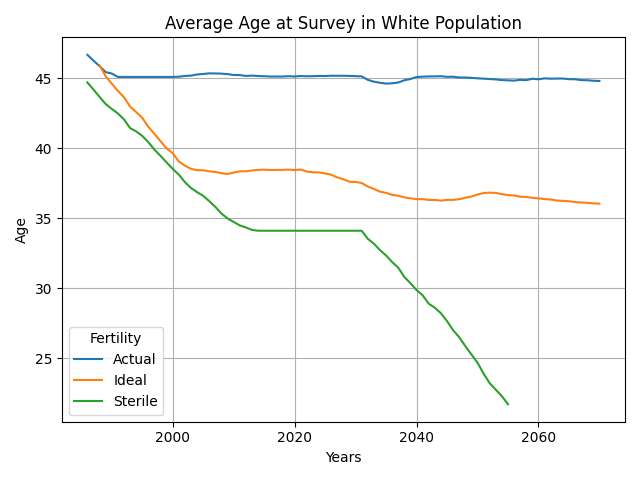 Average Age at Survey in White Population
45
40
35
30
25
Age
Fertility
Actual
Ideal
Sterile
2000
2020
2040
2060
Years